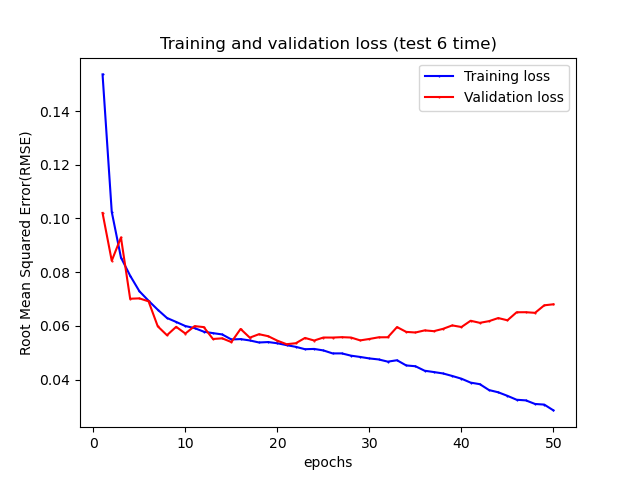 Training and validation loss (test 6 time)
Training loss
Validation loss
Root Mean Squared Error(RMSE)
0.14
0.12
0.10
0.08
0.06
0.04
0 10 20 30 40 50
epochs